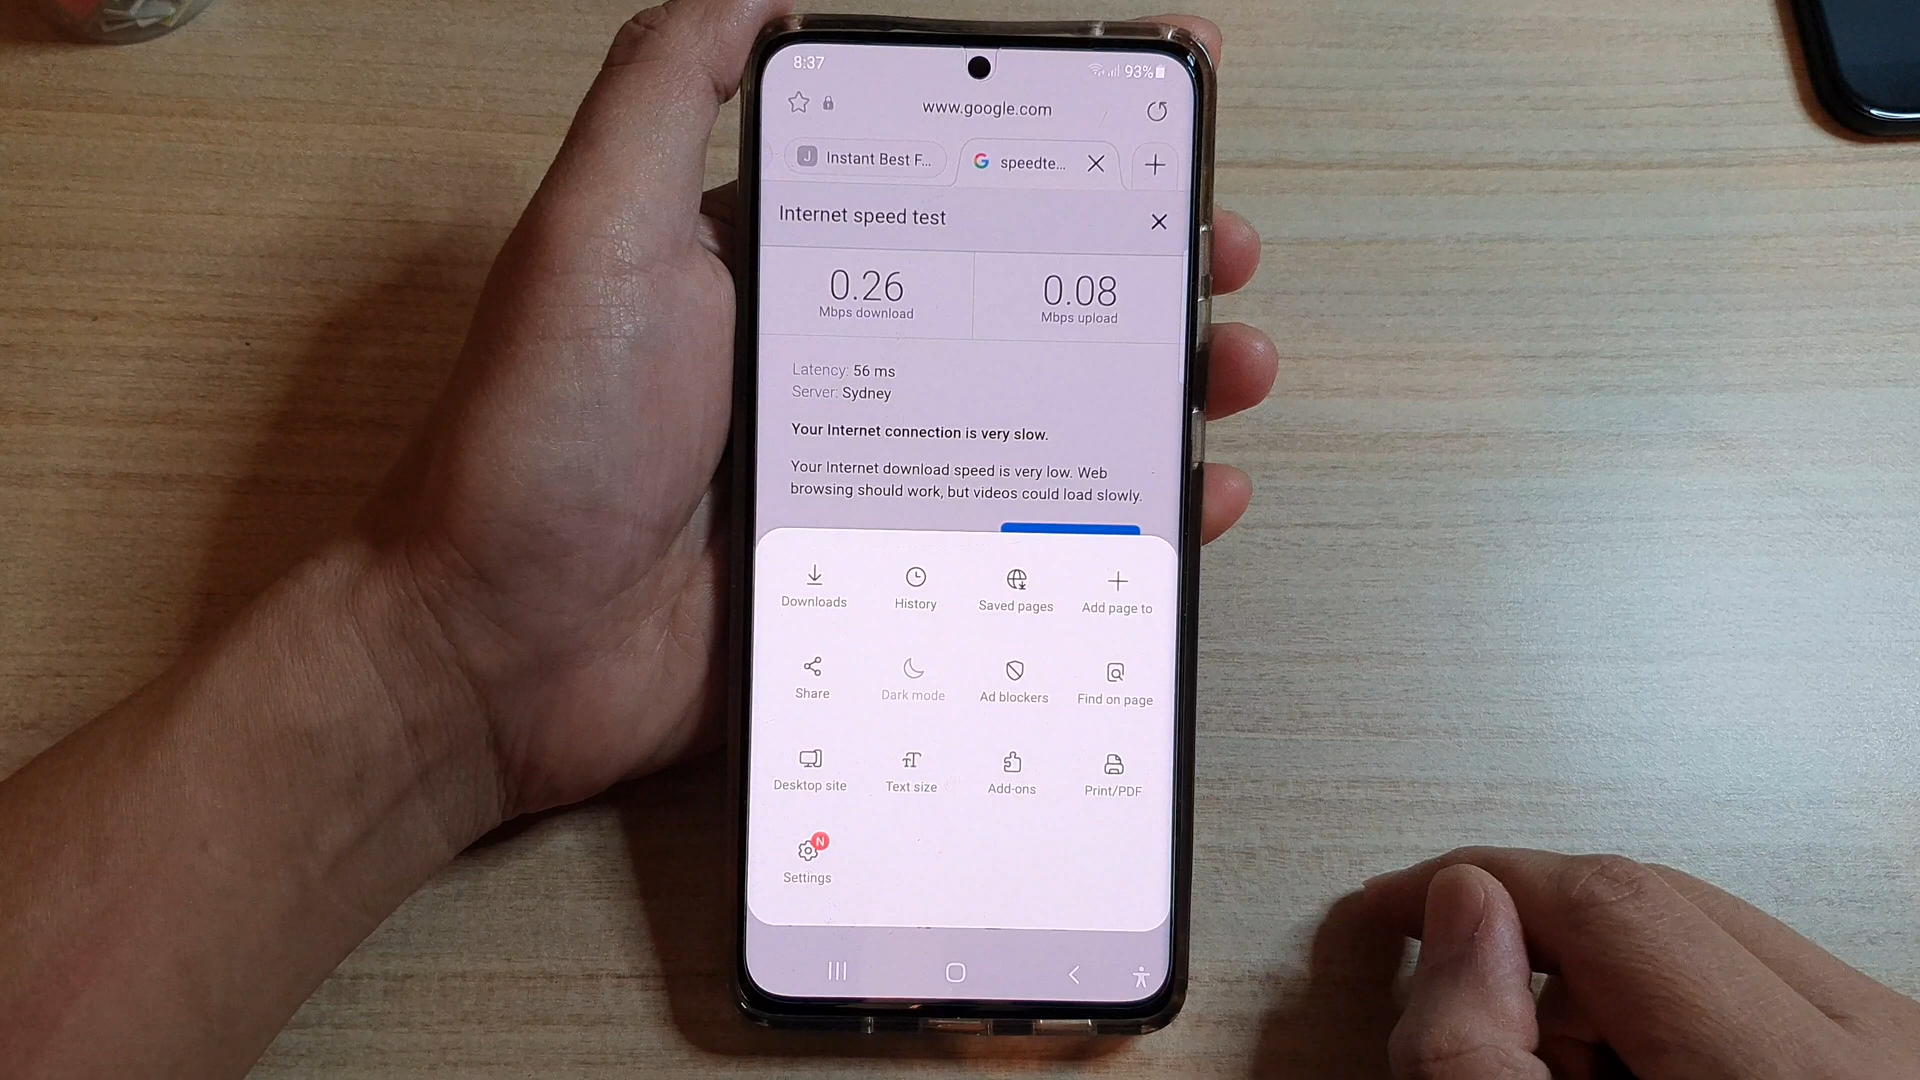 8:37
93%
www.google.com
J Instant Best F...
speedte...
Internet speed test
0.26
Mbps download
0.08
Mbps upload
Latency: 56 ms
Server: Sydney
Your Internet connection is very slow.
Your Internet download speed is very low. Web
browsing should work, but videos could load slowly.
Downloads
History
Saved pages
Add page to
Share
Dark mode
Ad blockers
Find on page
Desktop site
Text size
Add-ons
Print/PDF
N
Settings